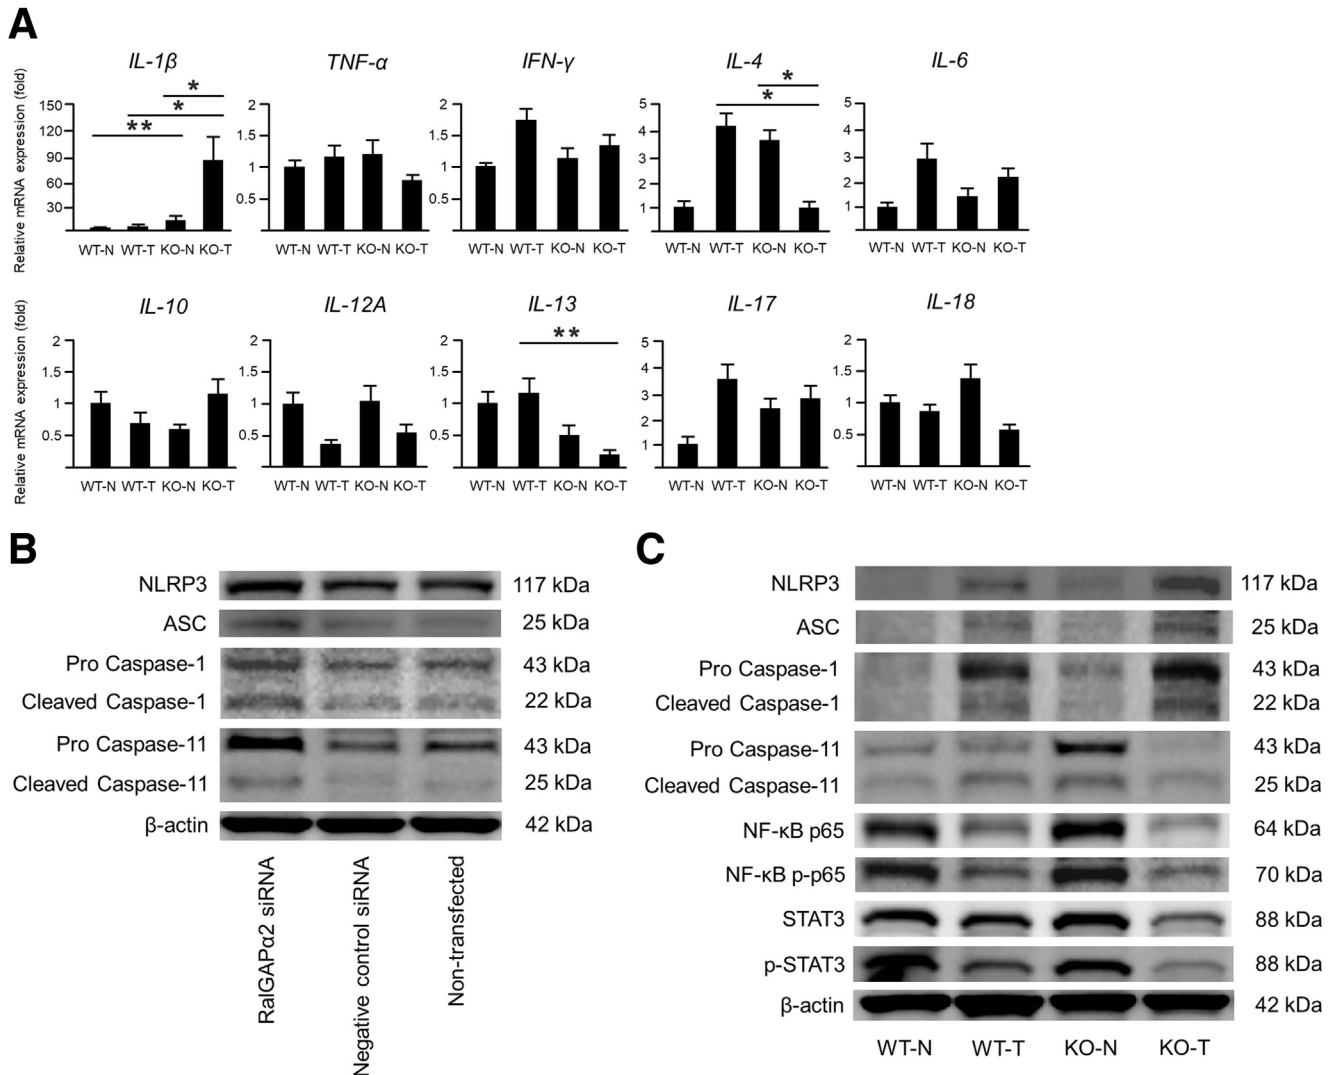 A
IL-1β TNF-α IFN-γ IL-4 IL-6
Relative mRNA expression (fold)
150
120
90
60
30
* * **
WT-N WT-T KO-N KO-T
2
1.5
1
0.5
WT-N WT-T KO-N KO-T
2
1.5
1
0.5
WT-N WT-T KO-N KO-T
5
4
3
2
1
* *
WT-N WT-T KO-N KO-T
5
4
3
2
1
WT-N WT-T KO-N KO-T
IL-10 IL-12A IL-13 IL-17 IL-18
Relative mRNA expression (fold)
2
1.5
1
0.5
WT-N WT-T KO-N KO-T
2
1.5
1
0.5
WT-N WT-T KO-N KO-T
2
1.5
1
0.5
**
WT-N WT-T KO-N KO-T
5
4
3
2
1
WT-N WT-T KO-N KO-T
2
1.5
1
0.5
WT-N WT-T KO-N KO-T
B
NLRP3 117 kDa
ASC 25 kDa
Pro Caspase-1 43 kDa
Cleaved Caspase-1 22 kDa
Pro Caspase-11 43 kDa
Cleaved Caspase-11 25 kDa
β-actin 42 kDa
RalGAPα2 siRNA
Negative control siRNA
Non-transfected
C
NLRP3 117 kDa
ASC 25 kDa
Pro Caspase-1 43 kDa
Cleaved Caspase-1 22 kDa
Pro Caspase-11 43 kDa
Cleaved Caspase-11 25 kDa
NF-κB p65 64 kDa
NF-κB p-p65 70 kDa
STAT3 88 kDa
p-STAT3 88 kDa
β-actin 42 kDa
WT-N WT-T KO-N KO-T